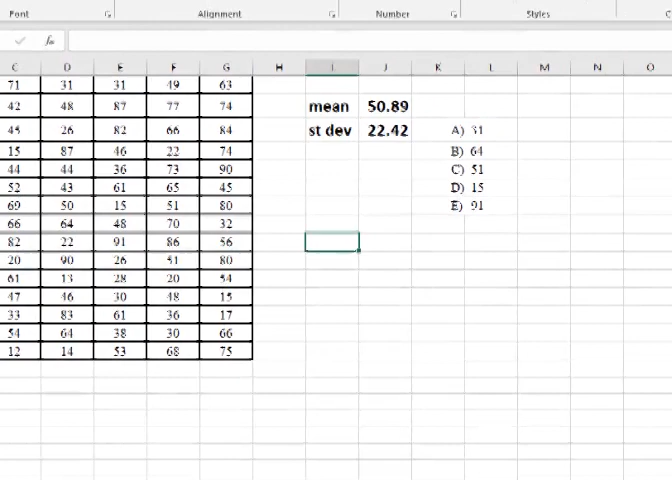 Font Alignment Number Styles
fx
C D E F G H I J K L M N O
71 31 31 49 63
42 48 87 77 74 mean 50.89
45 26 82 66 84 st dev 22.42 A) 31
15 87 46 22 74 B) 64
44 44 36 73 90 C) 51
52 43 61 65 45 D) 15
69 50 15 51 80 E) 91
66 64 48 70 32
82 22 91 86 56
20 90 26 51 80
61 13 28 20 54
47 46 30 48 15
33 83 61 36 17
54 64 38 30 66
12 14 53 68 75